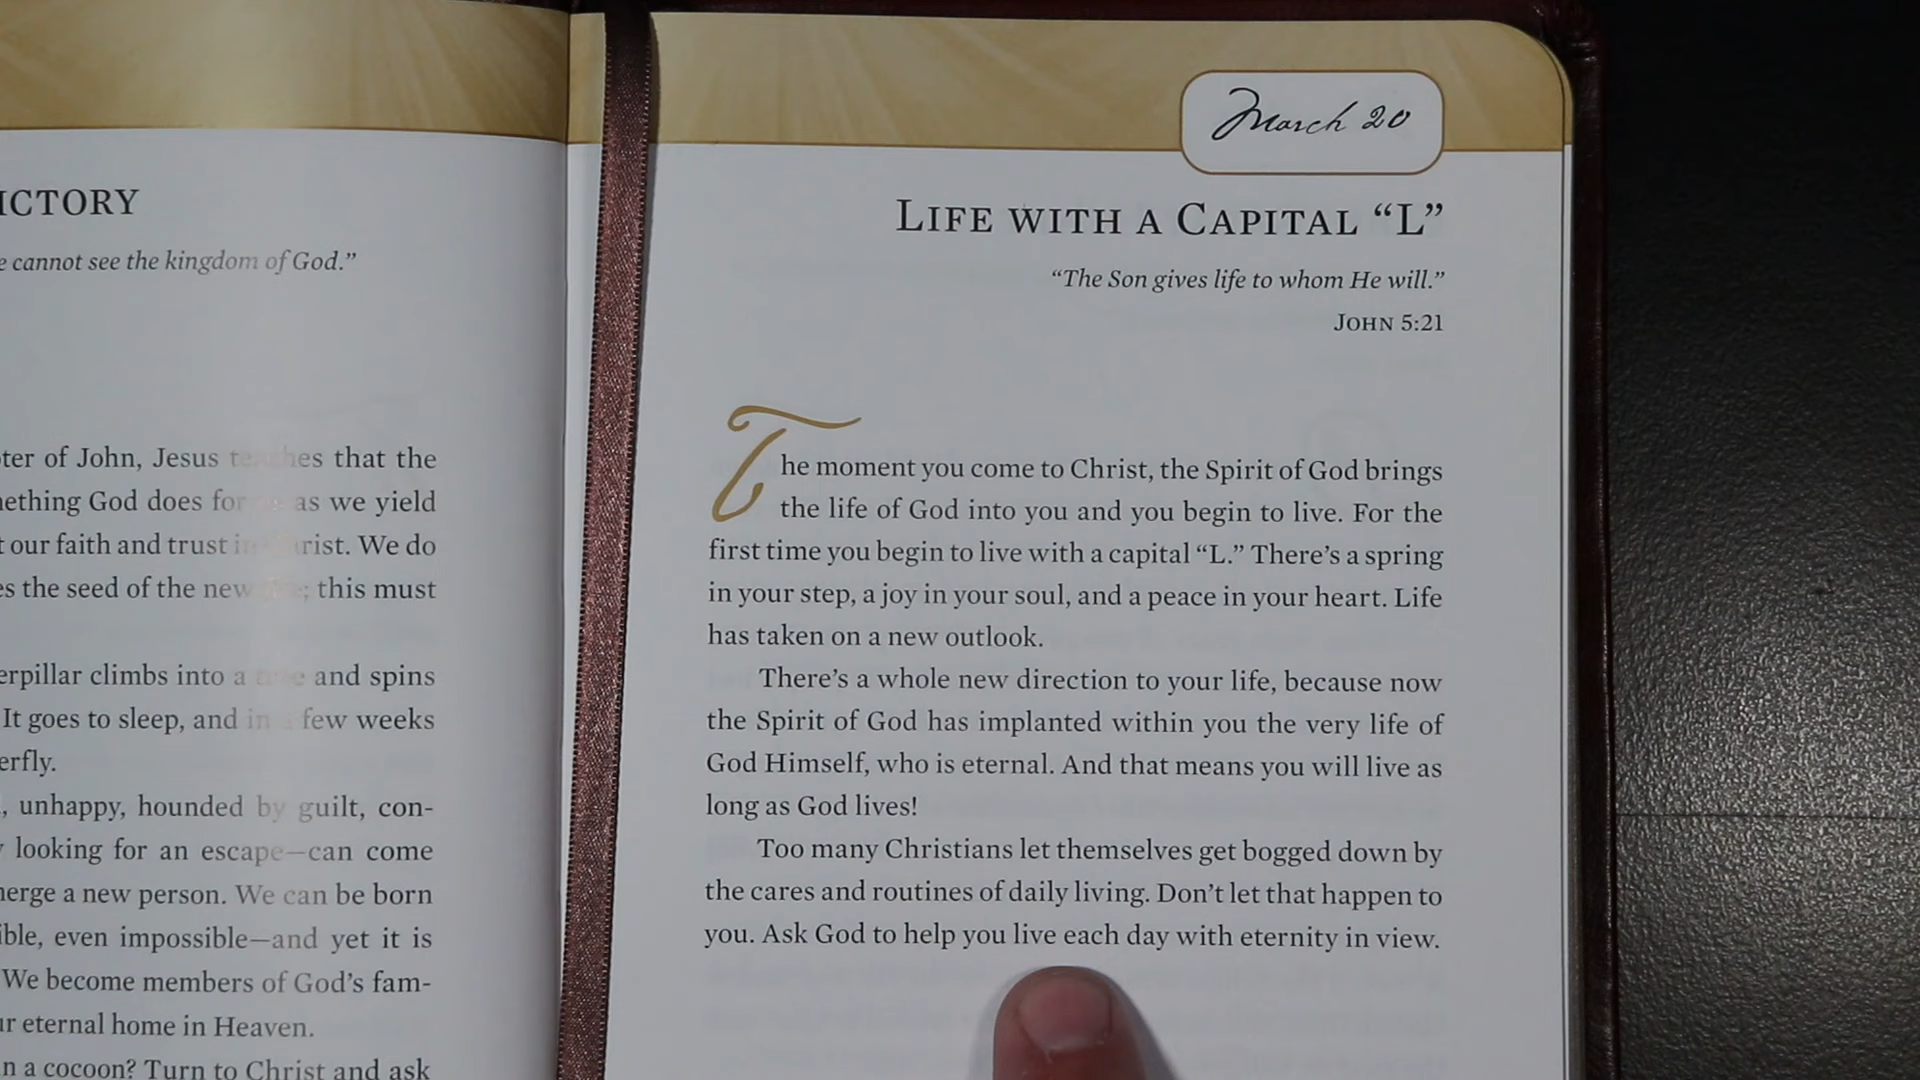 ICTORY
cannot see the kingdom of God.”
of John, Jesus teaches that the
God does for as we yield
our faith and trust in Christ. We do
the seed of the new ; this must
climbs into a and spins
It goes to sleep, and in a few weeks
unhappy, hounded by guilt, con-
looking for an escape—can come
a new person. We can be born
even impossible—and yet it is
We become members of God’s fam-
eternal home in Heaven.
a cocoon? Turn to Christ and ask
March 20
LIFE WITH A CAPITAL “L”
“The Son gives life to whom He will.”
JOHN 5:21
The moment you come to Christ, the Spirit of God brings
the life of God into you and you begin to live. For the
first time you begin to live with a capital “L.” There’s a spring
in your step, a joy in your soul, and a peace in your heart. Life
has taken on a new outlook.
There’s a whole new direction to your life, because now
the Spirit of God has implanted within you the very life of
God Himself, who is eternal. And that means you will live as
long as God lives!
Too many Christians let themselves get bogged down by
the cares and routines of daily living. Don’t let that happen to
you. Ask God to help you live each day with eternity in view.